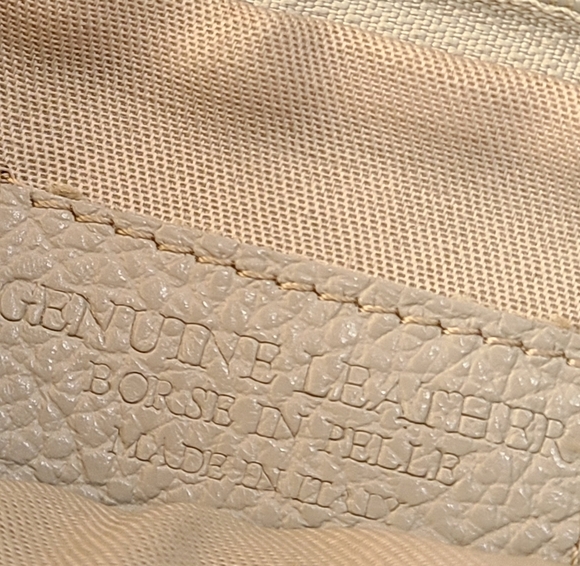 GENUINE LEATHER
BORSE IN PELLE
MADE IN ITALY